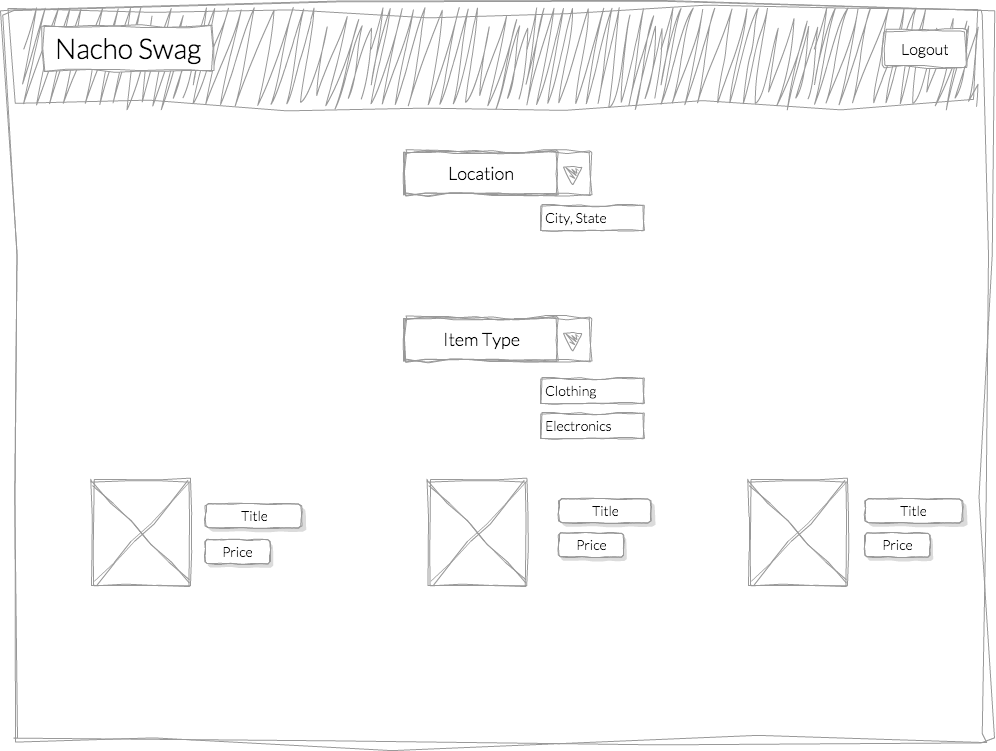 Nacho Swag
Logout
Location
City, State
Item Type
Clothing
Electronics
Title
Price
Title
Price
Title
Price